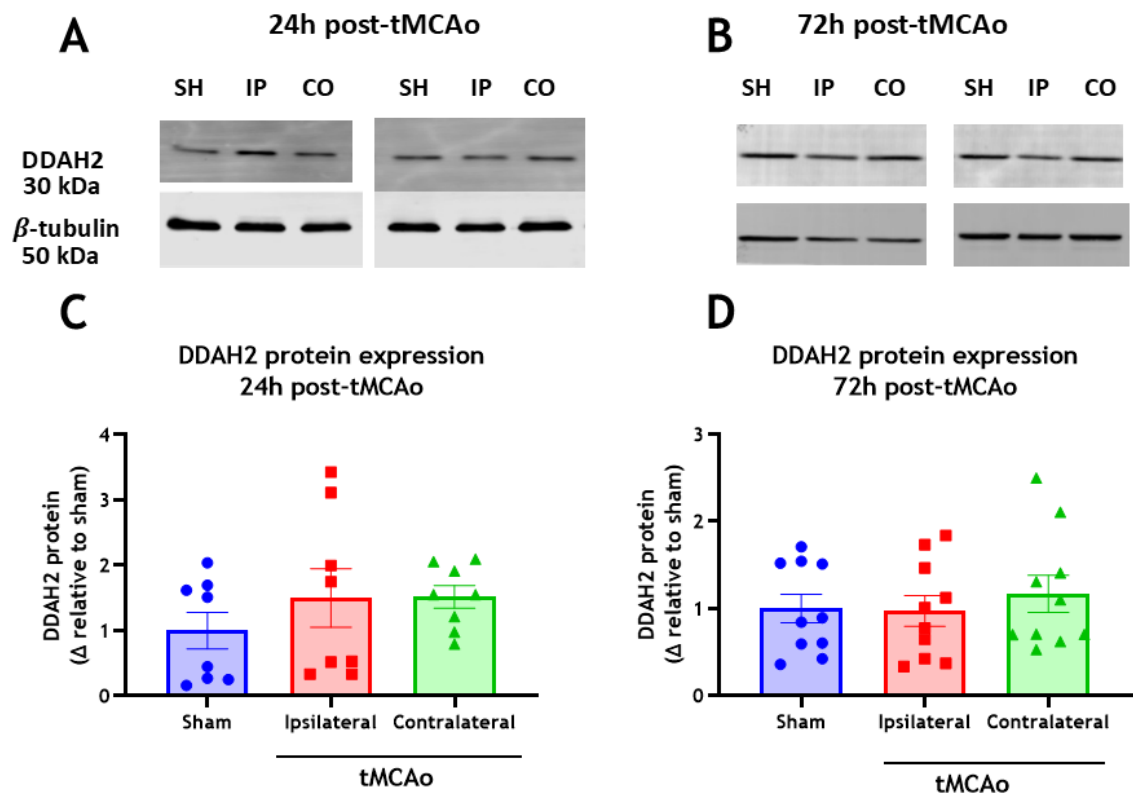 A
24h post-tMCAo
B
72h post-tMCAo
SH IP CO
SH IP CO
SH IP CO
SH IP CO
DDAH2
30 kDa
β-tubulin
50 kDa
C
DDAH2 protein expression
24h post-tMCAo
DDAH2 protein
(Δ relative to sham)
4
3
2
1
0
Sham
Ipsilateral
Contralateral
tMCAo
D
DDAH2 protein expression
72h post-tMCAo
DDAH2 protein
(Δ relative to sham)
3
2
1
0
Sham
Ipsilateral
Contralateral
tMCAo